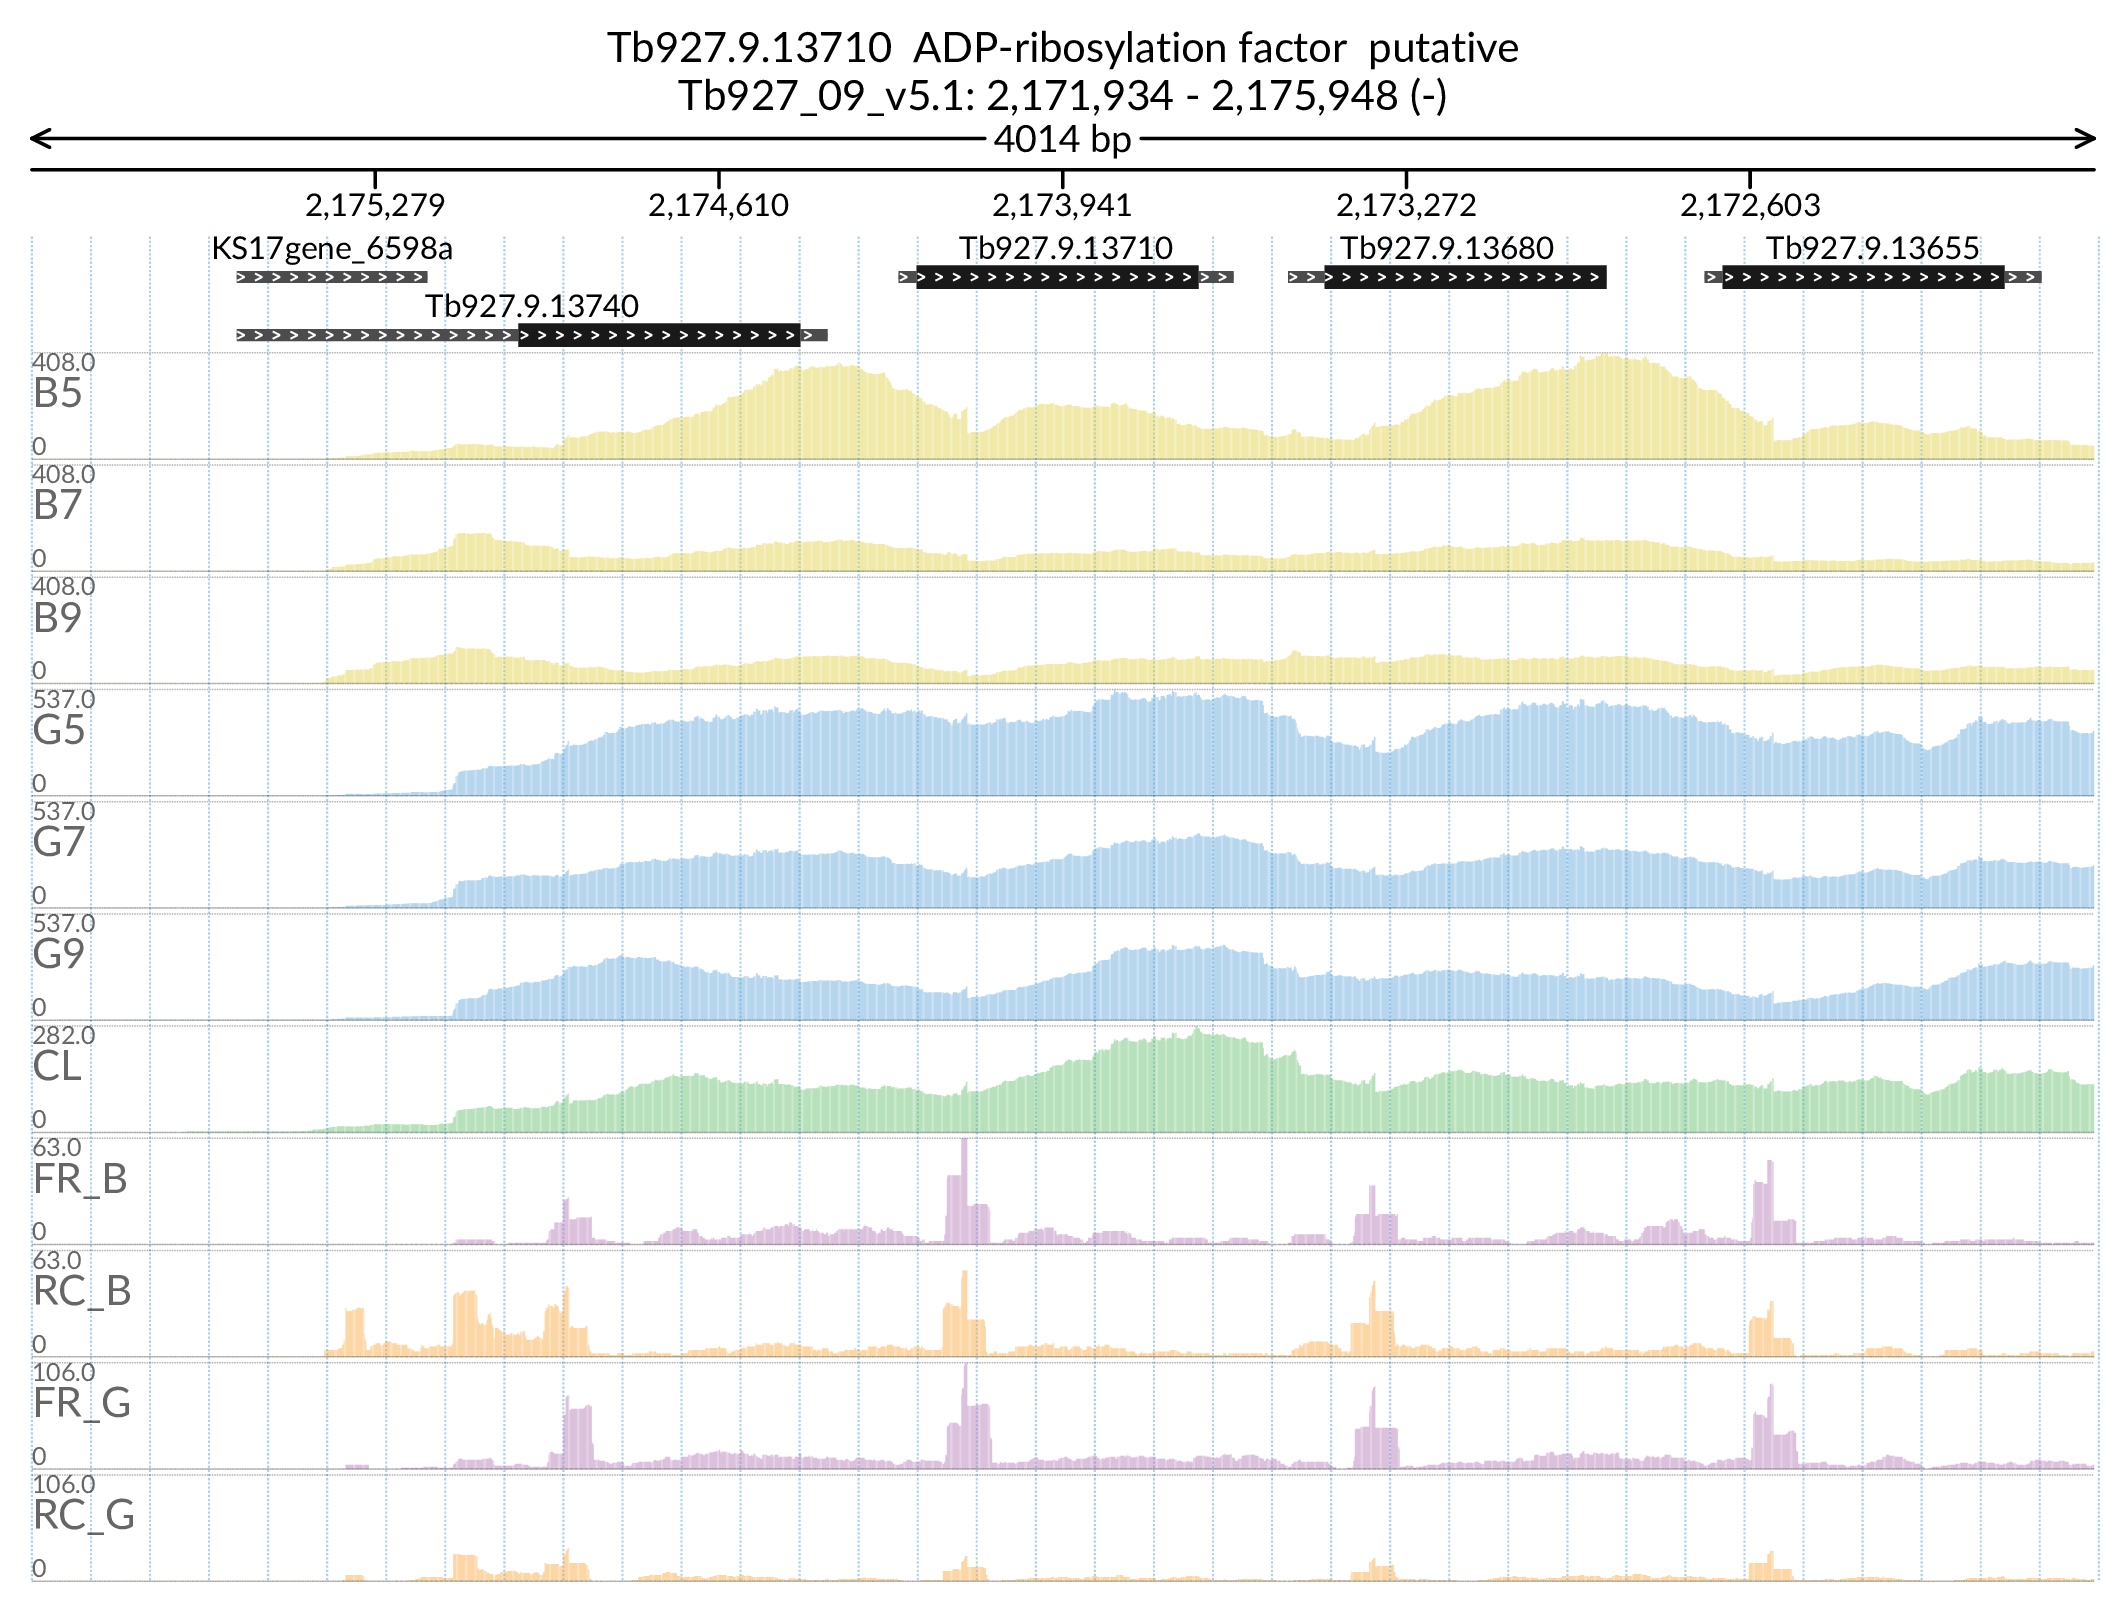 Tb927.9.13710 ADP-ribosylation factor putative
Tb927_09_v5.1: 2,171,934 - 2,175,948 (-)
4014 bp
2,175,279 2,174,610 2,173,941 2,173,272 2,172,603
KS17gene_6598a Tb927.9.13710 Tb927.9.13680 Tb927.9.13655
Tb927.9.13740
408.0
B5
0
408.0
B7
0
408.0
B9
0
537.0
G5
0
537.0
G7
0
537.0
G9
0
282.0
CL
0
63.0
FR_B
0
63.0
RC_B
0
106.0
FR_G
0
106.0
RC_G
0